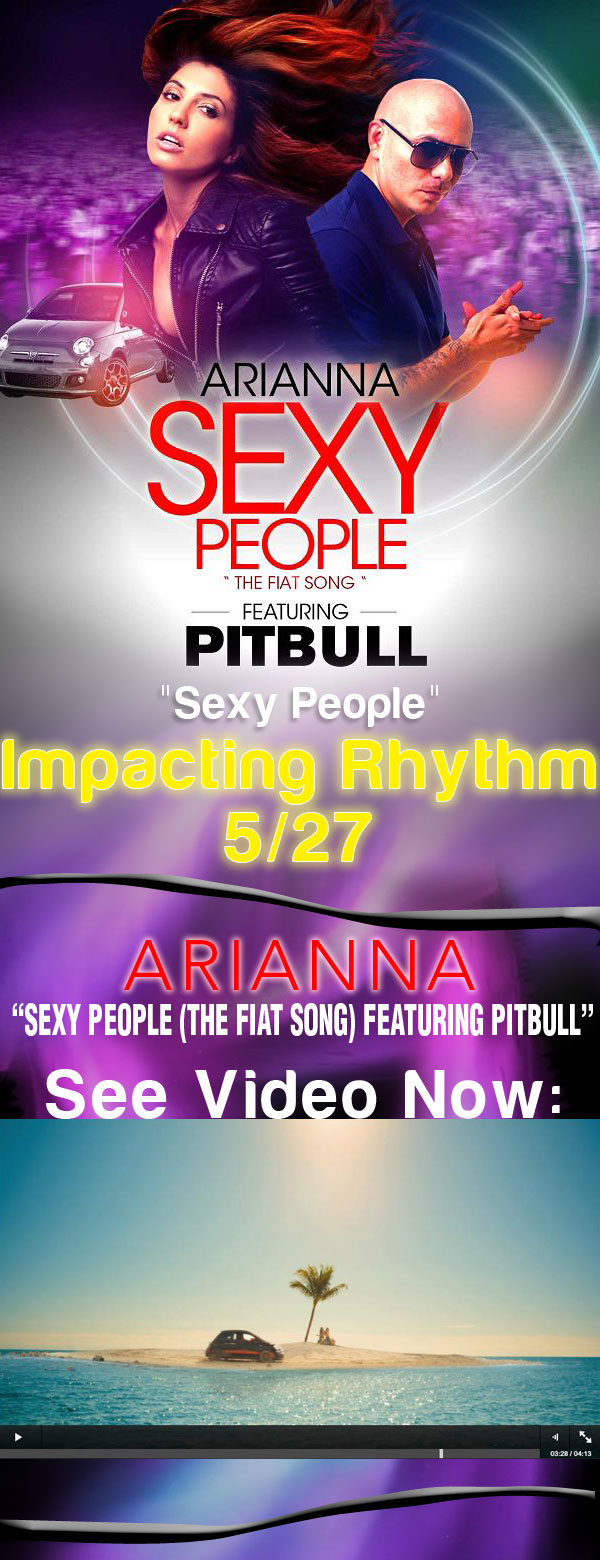 ARIANNA
SEXY
PEOPLE
" THE FIAT SONG "
FEATURING
PITBULL
"Sexy People"
Impacting Rhythm
5/27
ARIANNA
“SEXY PEOPLE (THE FIAT SONG) FEATURING PITBULL”
See Video Now:
03:28 / 04:13